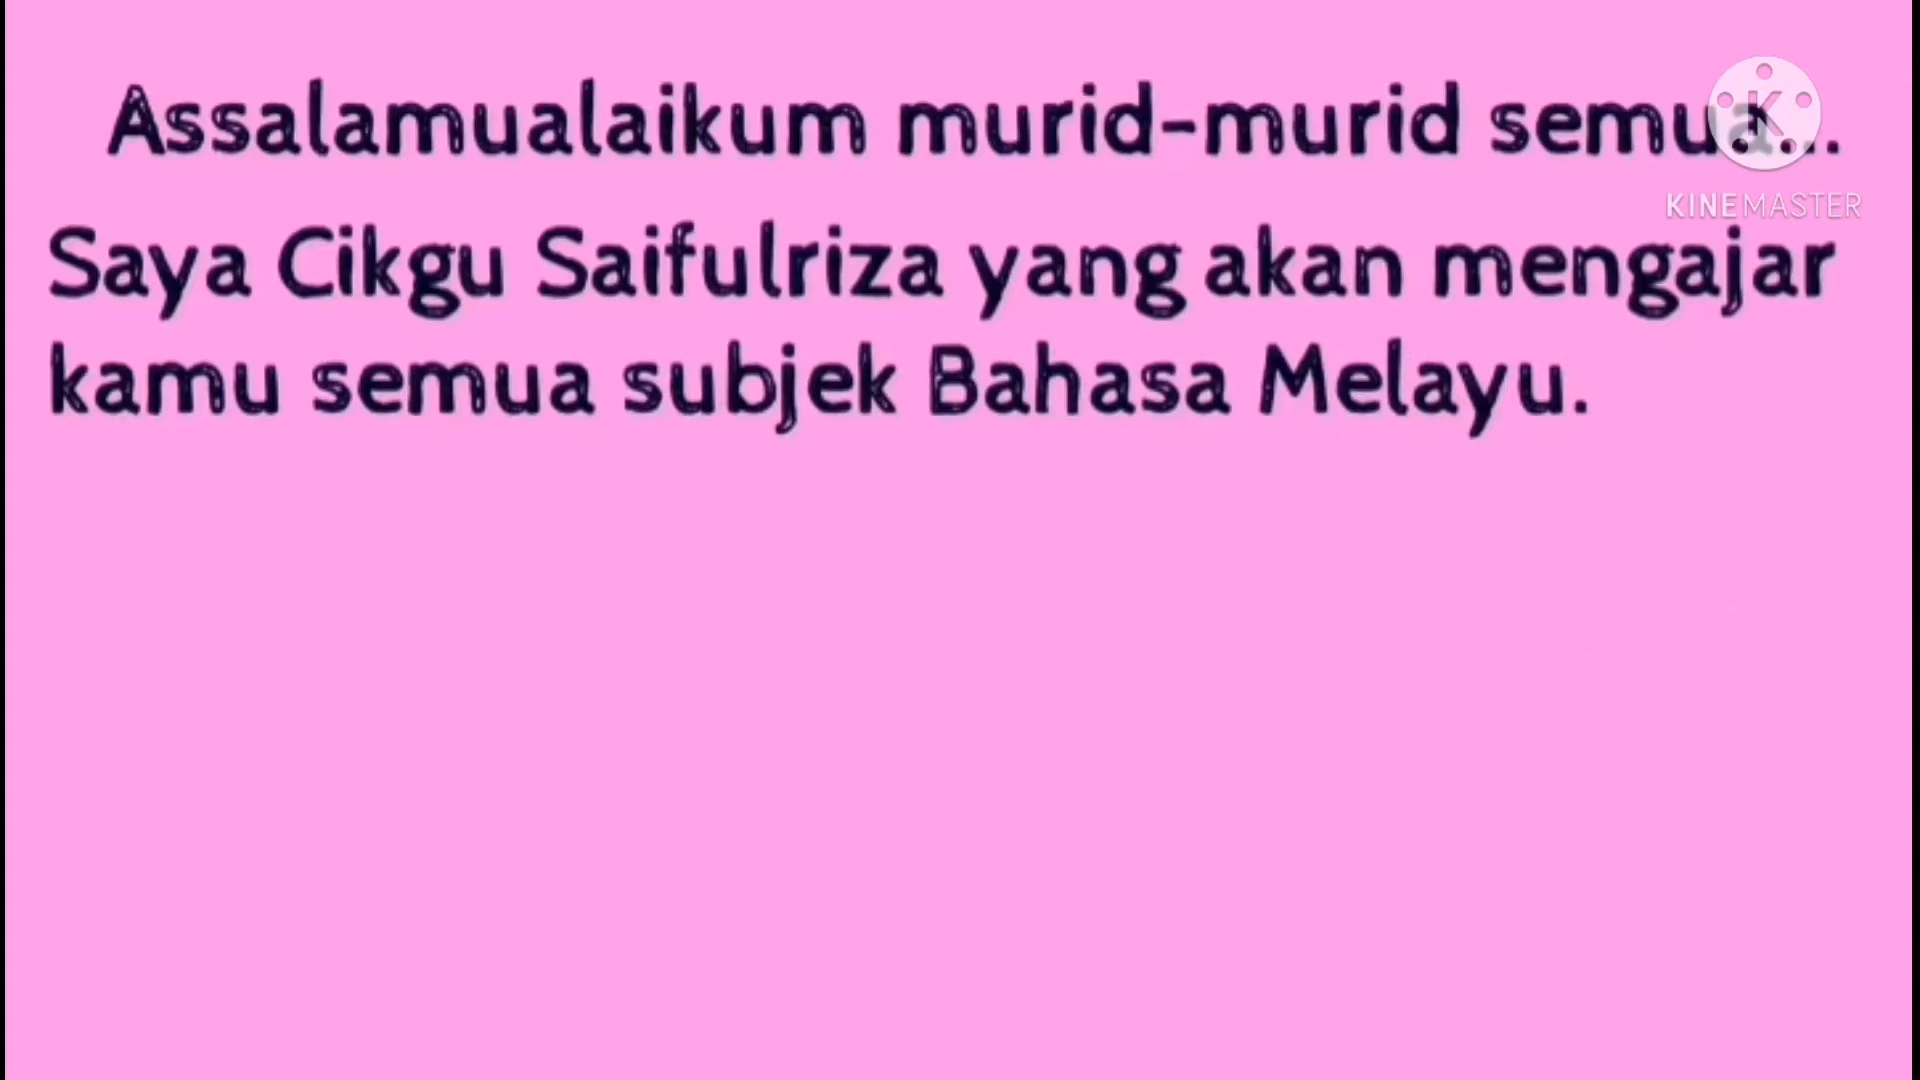 Assalamualaikum murid-murid semua...
KINEMASTER
Saya Cikgu Saifulriza yang akan mengajar
kamu semua subjek Bahasa Melayu.